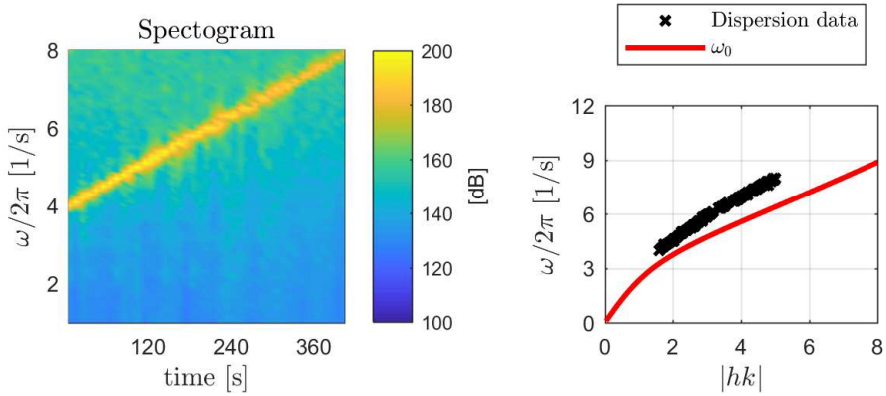 Spectogram
8
6
4
2
ω/2π [1/s]
120
240
360
time [s]
200
180
160
140
120
100
[dB]
Dispersion data
ω₀
12
9
6
3
0
ω/2π [1/s]
0
2
4
6
8
|hk|